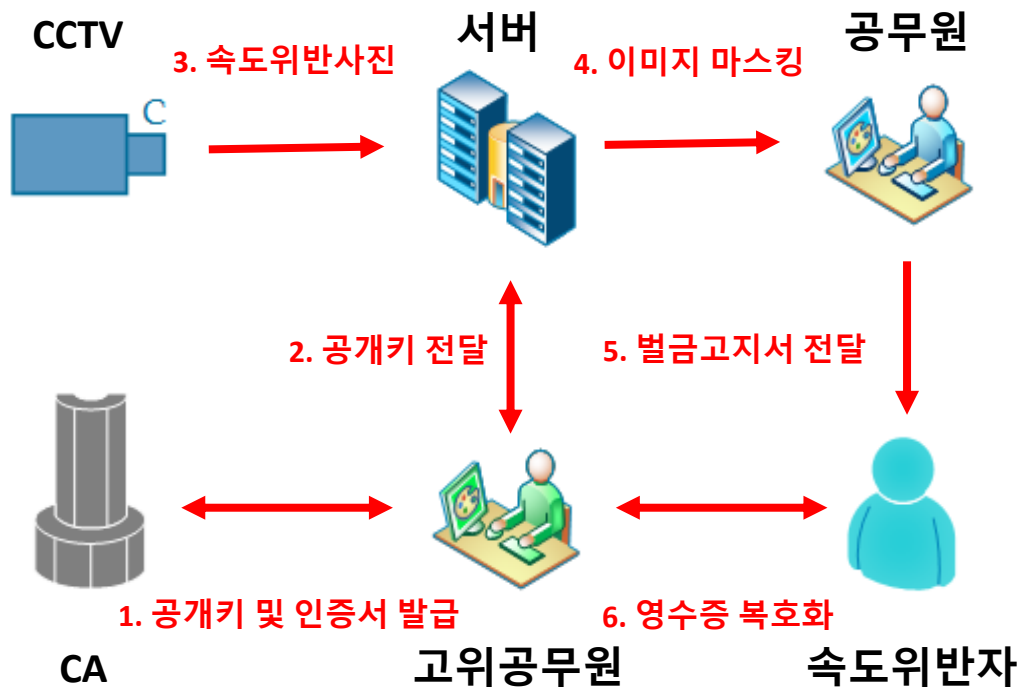 CCTV
서버
공무원
3. 속도위반사진
4. 이미지 마스킹
C
2. 공개키 전달
5. 벌금고지서 전달
1. 공개키 및 인증서 발급
6. 영수증 복호화
CA
고위공무원
속도위반자